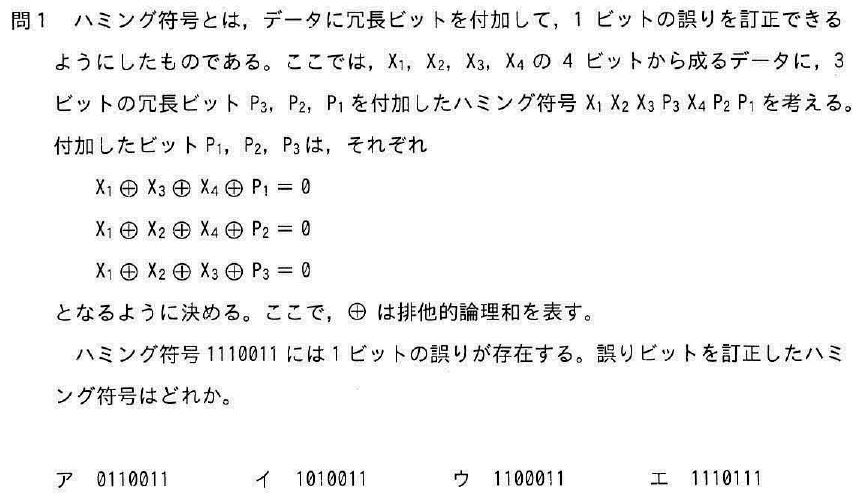 問1 ハミング符号とは，データに冗長ビットを付加して，1 ビットの誤りを訂正できる
ようにしたものである。ここでは，X₁，X₂，X₃，X₄ の 4 ビットから成るデータに，3
ビットの冗長ビット P₃，P₂，P₁ を付加したハミング符号 X₁ X₂ X₃ P₃ X₄ P₂ P₁ を考える。
付加したビット P₁，P₂，P₃ は，それぞれ
X₁ ⊕ X₃ ⊕ X₄ ⊕ P₁ = 0
X₁ ⊕ X₂ ⊕ X₄ ⊕ P₂ = 0
X₁ ⊕ X₂ ⊕ X₃ ⊕ P₃ = 0
となるように決める。ここで，⊕ は排他的論理和を表す。
ハミング符号 1110011 には 1 ビットの誤りが存在する。誤りビットを訂正したハミ
ング符号はどれか。
ア 0110011 イ 1010011 ウ 1100011 エ 1110111